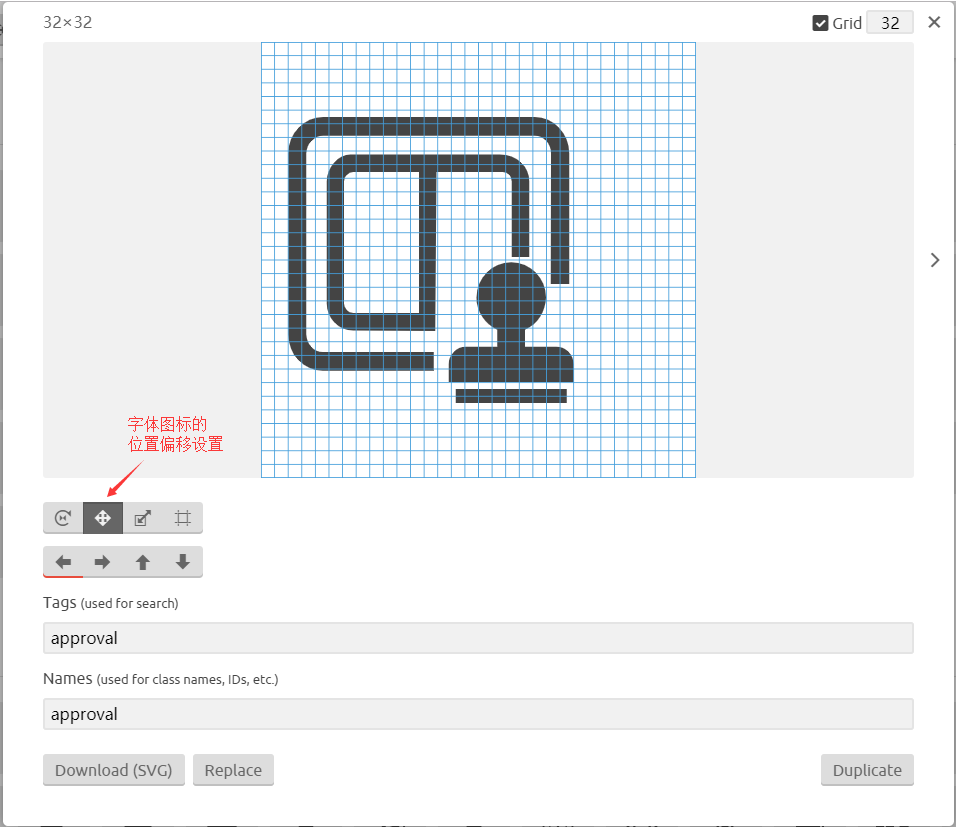 32×32
Grid 32
字体图标的
位置偏移设置
Tags (used for search)
approval
Names (used for class names, IDs, etc.)
approval
Download (SVG) Replace Duplicate